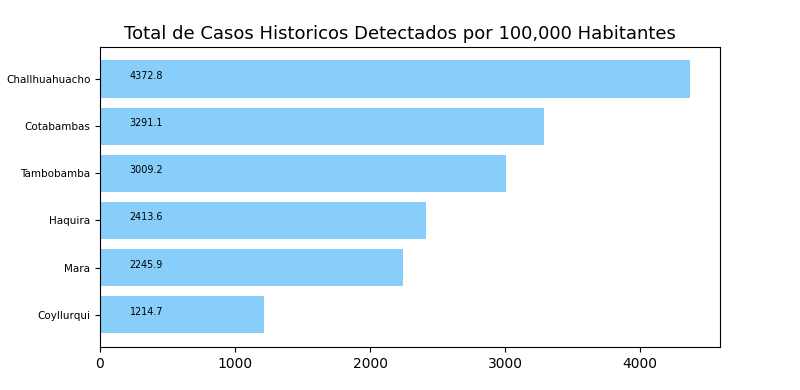 Total de Casos Historicos Detectados por 100,000 Habitantes
Challhuahuacho 4372.8
Cotabambas 3291.1
Tambobamba 3009.2
Haquira 2413.6
Mara 2245.9
Coyllurqui 1214.7
0 1000 2000 3000 4000